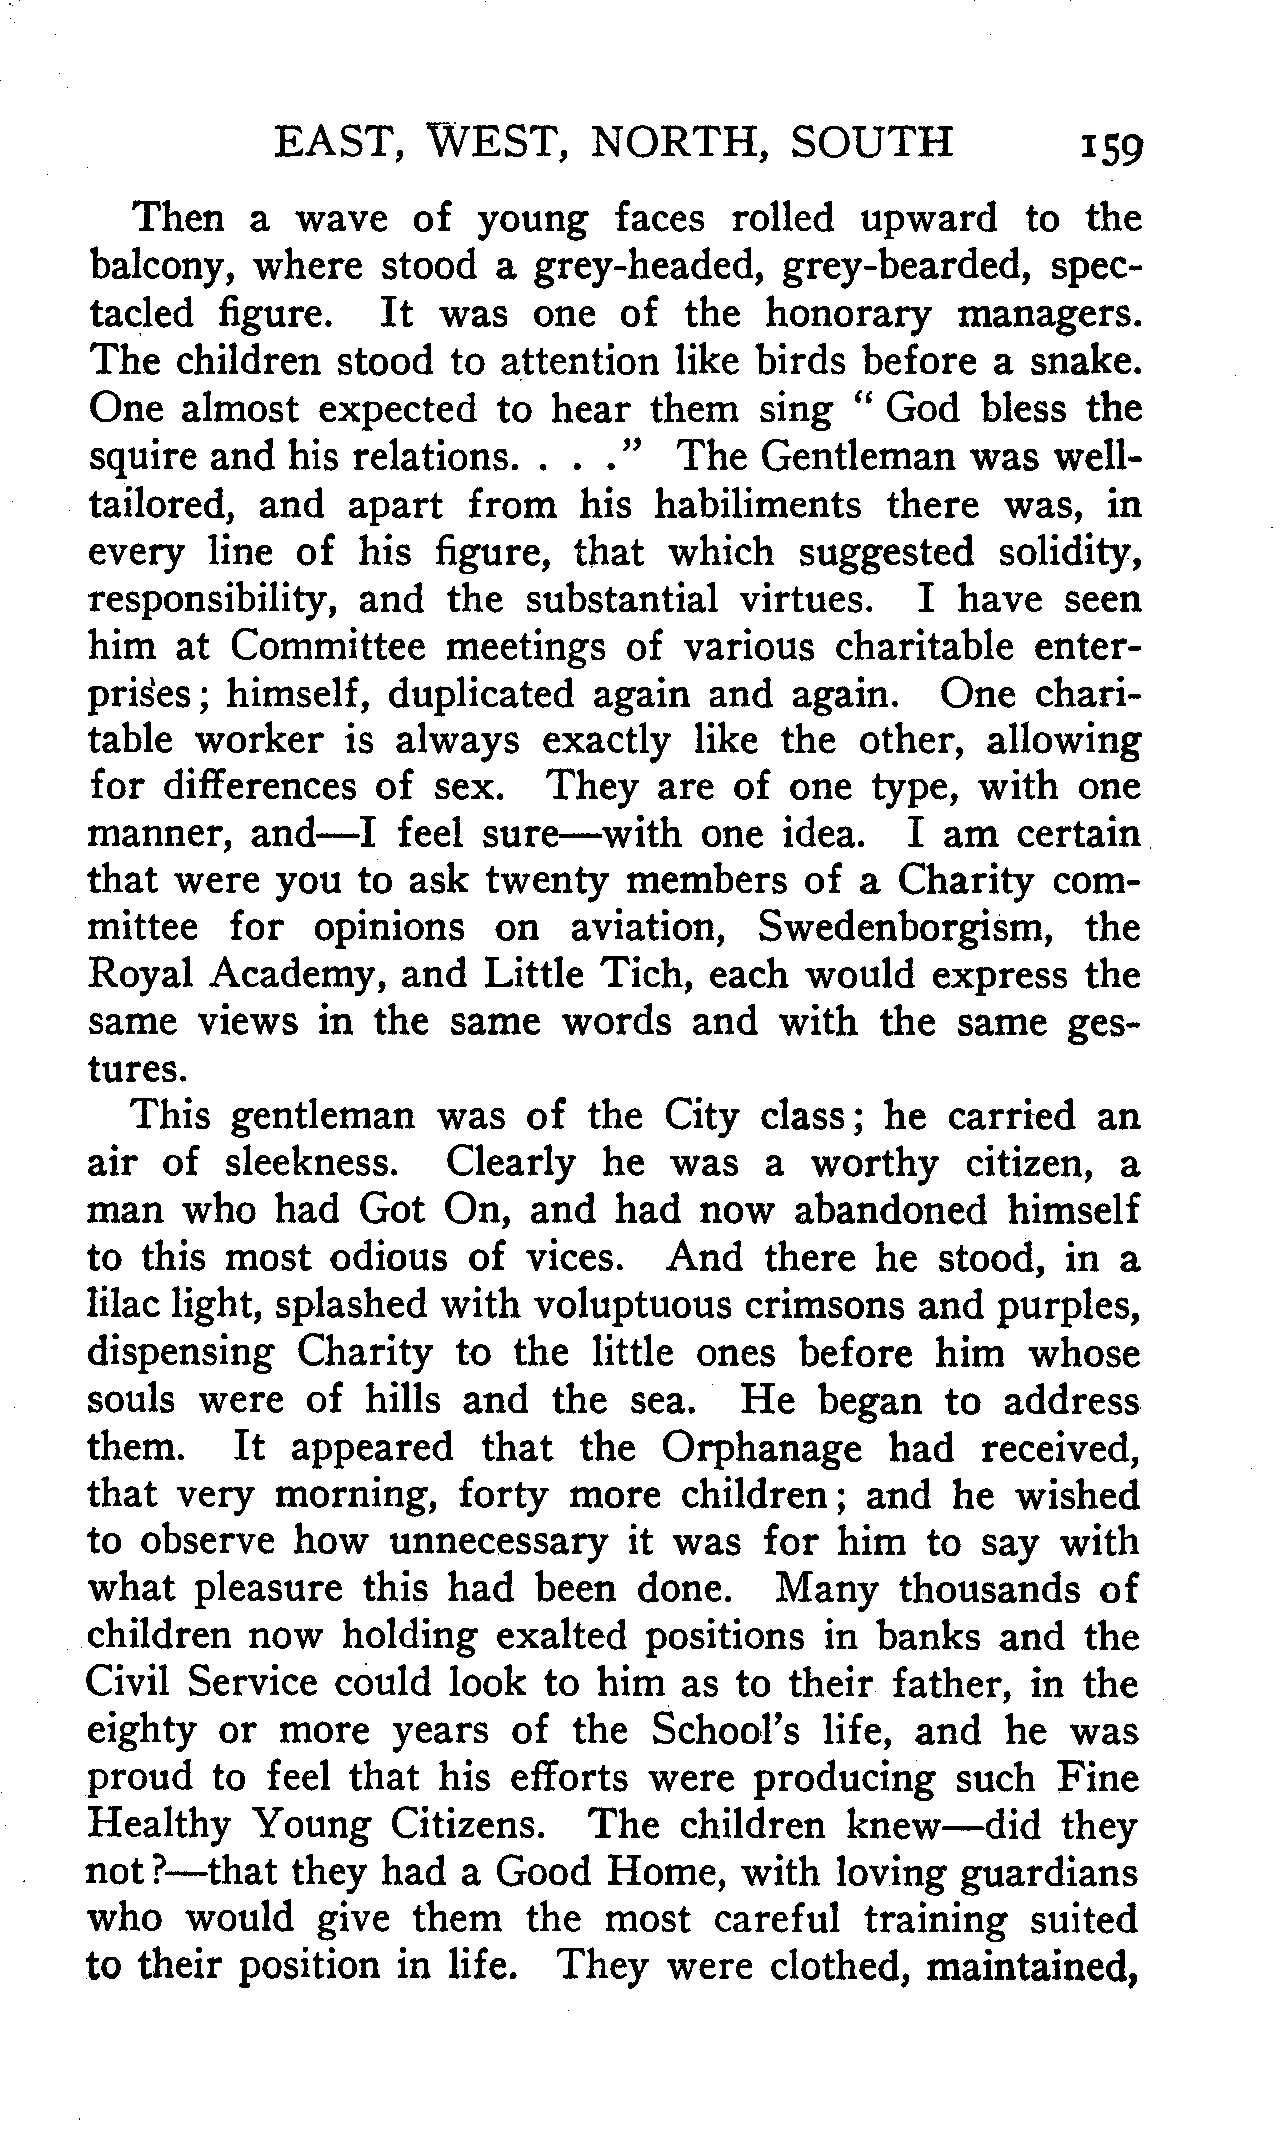 EAST, WEST, NORTH, SOUTH 159
Then a wave of young faces rolled upward to the
balcony, where stood a grey-headed, grey-bearded, spec-
tacled figure. It was one of the honorary managers.
The children stood to attention like birds before a snake.
One almost expected to hear them sing “ God bless the
squire and his relations. . . .” The Gentleman was well-
tailored, and apart from his habiliments there was, in
every line of his figure, that which suggested solidity,
responsibility, and the substantial virtues. I have seen
him at Committee meetings of various charitable enter-
prises ; himself, duplicated again and again. One chari-
table worker is always exactly like the other, allowing
for differences of sex. They are of one type, with one
manner, and—I feel sure—with one idea. I am certain
that were you to ask twenty members of a Charity com-
mittee for opinions on aviation, Swedenborgism, the
Royal Academy, and Little Tich, each would express the
same views in the same words and with the same ges-
tures.
This gentleman was of the City class ; he carried an
air of sleekness. Clearly he was a worthy citizen, a
man who had Got On, and had now abandoned himself
to this most odious of vices. And there he stood, in a
lilac light, splashed with voluptuous crimsons and purples,
dispensing Charity to the little ones before him whose
souls were of hills and the sea. He began to address
them. It appeared that the Orphanage had received,
that very morning, forty more children ; and he wished
to observe how unnecessary it was for him to say with
what pleasure this had been done. Many thousands of
children now holding exalted positions in banks and the
Civil Service could look to him as to their father, in the
eighty or more years of the School’s life, and he was
proud to feel that his efforts were producing such Fine
Healthy Young Citizens. The children knew—did they
not ?—that they had a Good Home, with loving guardians
who would give them the most careful training suited
to their position in life. They were clothed, maintained,